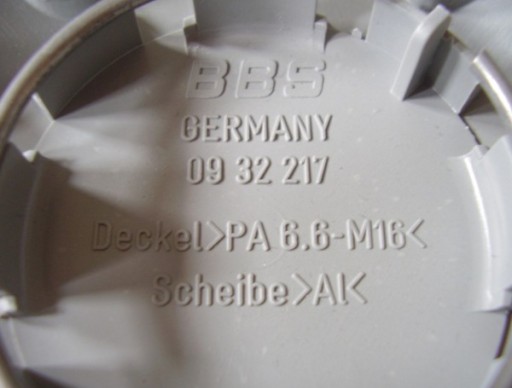 BBS
GERMANY
09 32 217
Deckel>PA 6.6-M16<
Scheibe>Al<